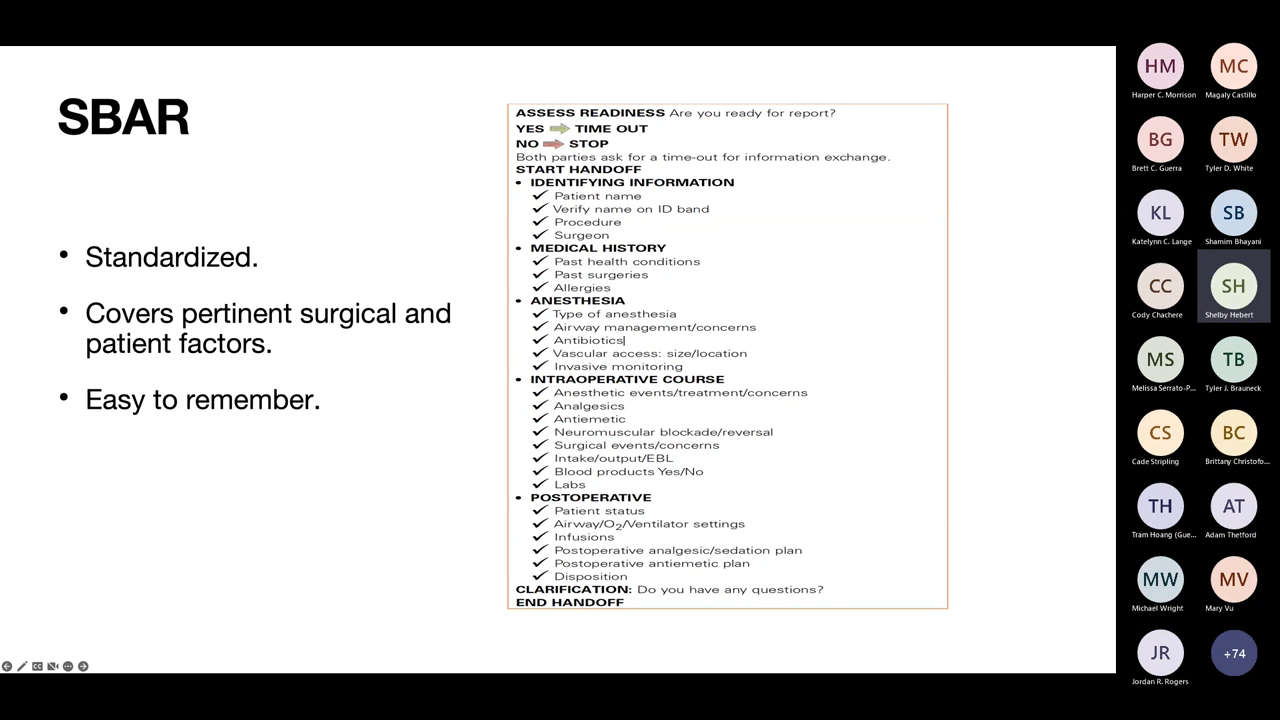 SBAR
• Standardized.
• Covers pertinent surgical and
patient factors.
• Easy to remember.
ASSESS READINESS Are you ready for report?
YES TIME OUT
NO STOP
Both parties ask for a time-out for information exchange.
START HANDOFF
• IDENTIFYING INFORMATION
✓ Patient name
✓ Verify name on ID band
✓ Procedure
✓ Surgeon
• MEDICAL HISTORY
✓ Past health conditions
✓ Past surgeries
✓ Allergies
• ANESTHESIA
✓ Type of anesthesia
✓ Airway management/concerns
✓ Antibiotics
✓ Vascular access: size/location
✓ Invasive monitoring
• INTRAOPERATIVE COURSE
✓ Anesthetic events/treatment/concerns
✓ Analgesics
✓ Antiemetic
✓ Neuromuscular blockade/reversal
✓ Surgical events/concerns
✓ Intake/output/EBL
✓ Blood products Yes/No
✓ Labs
• POSTOPERATIVE
✓ Patient status
✓ Airway/O₂/Ventilator settings
✓ Infusions
✓ Postoperative analgesic/sedation plan
✓ Postoperative antiemetic plan
✓ Disposition
CLARIFICATION: Do you have any questions?
END HANDOFF
HM MC
Harper C. Morrison Magaly Castillo
BG TW
Brett C. Guerra Tyler D. White
KL SB
Katelynn C. Lange Shamim Bhayani
CC SH
Cody Chachere Shelby Hebert
MS TB
Melissa Serrato-P... Tyler J. Brauneck
CS BC
Cade Stripling Brittany Christofo...
TH AT
Tram Hoang (Gue... Adam Thetford
MW MV
Michael Wright Mary Vu
JR +74
Jordan R. Rogers